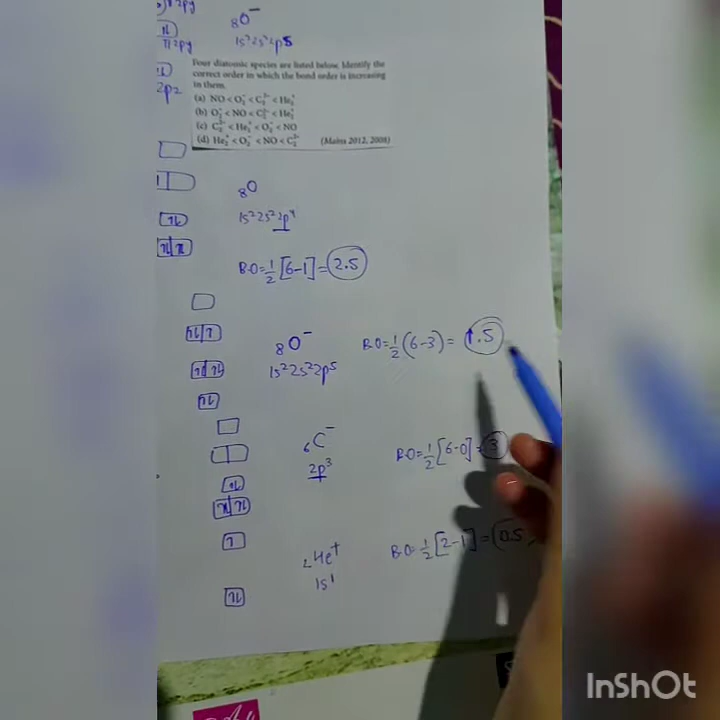 π2py
8O⁻
1s²2s²2p5
π2py
2pz
Four diatomic species are listed below. Identify the
correct order in which the bond order is increasing
in them.
(a) NO < O₂⁻ < C₂²⁻ < He₂⁺
(b) O₂⁻ < NO < C₂²⁻ < He₂⁺
(c) C₂²⁻ < He₂⁺ < O₂⁻ < NO
(d) He₂⁺ < O₂⁻ < NO < C₂²⁻ (Mains 2012, 2008)
8O
1s²2s²2p⁴
B.O=1/2[6-1]=2.5
8O⁻ B.O=1/2(6-3)=1.5
1s²2s²2p5
6C⁻ B.O=1/2[6-0]=3
2p³
2He⁺ B.O=1/2[2-1]=0.5
1s¹
InShOt